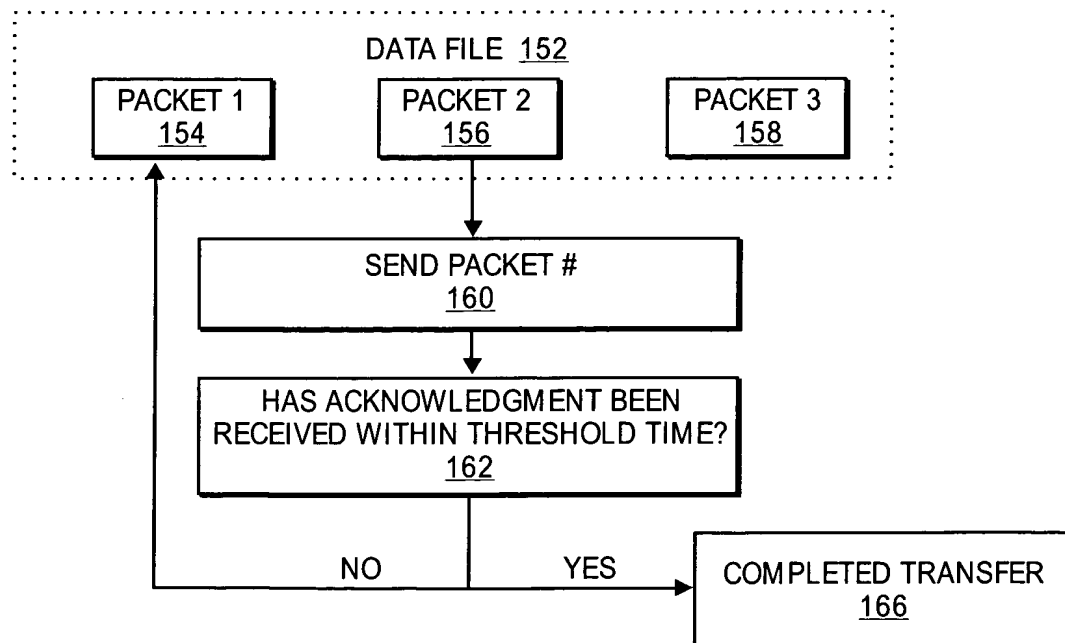 DATA FILE 152
PACKET 1
154
PACKET 2
156
PACKET 3
158
SEND PACKET #
160
HAS ACKNOWLEDGMENT BEEN
RECEIVED WITHIN THRESHOLD TIME?
162
NO
YES
COMPLETED TRANSFER
166